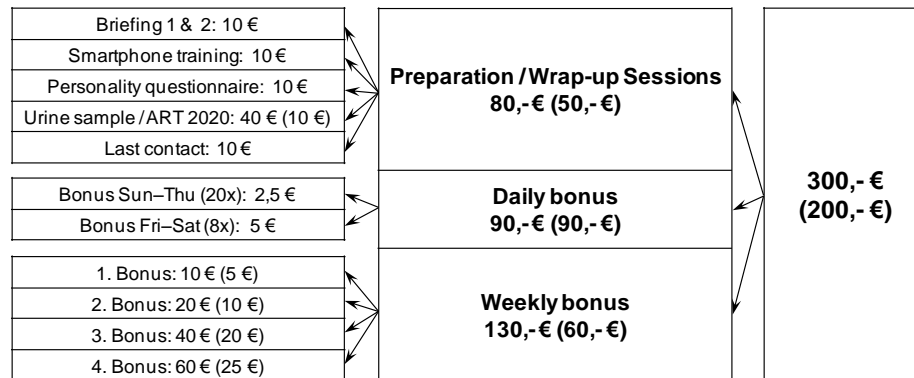 Briefing 1 & 2: 10 €
Smartphone training: 10 €
Personality questionnaire: 10 €
Urine sample / ART 2020: 40 € (10 €)
Last contact: 10 €
Preparation / Wrap-up Sessions
80,- € (50,- €)
Bonus Sun–Thu (20x): 2,5 €
Bonus Fri–Sat (8x): 5 €
Daily bonus
90,- € (90,- €)
1. Bonus: 10 € (5 €)
2. Bonus: 20 € (10 €)
3. Bonus: 40 € (20 €)
4. Bonus: 60 € (25 €)
Weekly bonus
130,- € (60,- €)
300,- €
(200,- €)